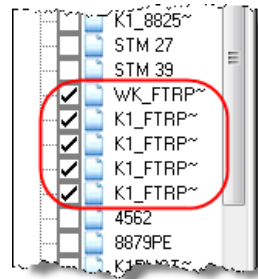 K1_8825~
STM 27
STM 39
WK_FTRP~
K1_FTRP~
K1_FTRP~
K1_FTRP~
K1_FTRP~
4562
8879PE